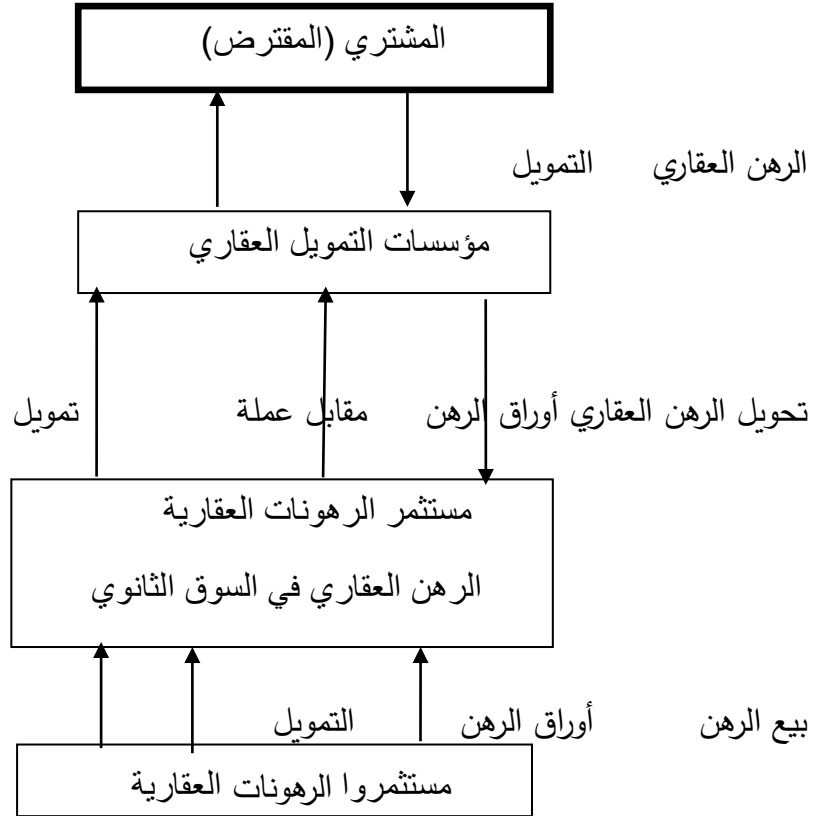 المشتري (المقترض)
الرهن العقاري التمويل
مؤسسات التمويل العقاري
تحويل الرهن العقاري أوراق الرهن مقابل عملة تمويل
مستثمر الرهونات العقارية
الرهن العقاري في السوق الثانوي
بيع الرهن أوراق الرهن التمويل
مستثمروا الرهونات العقارية